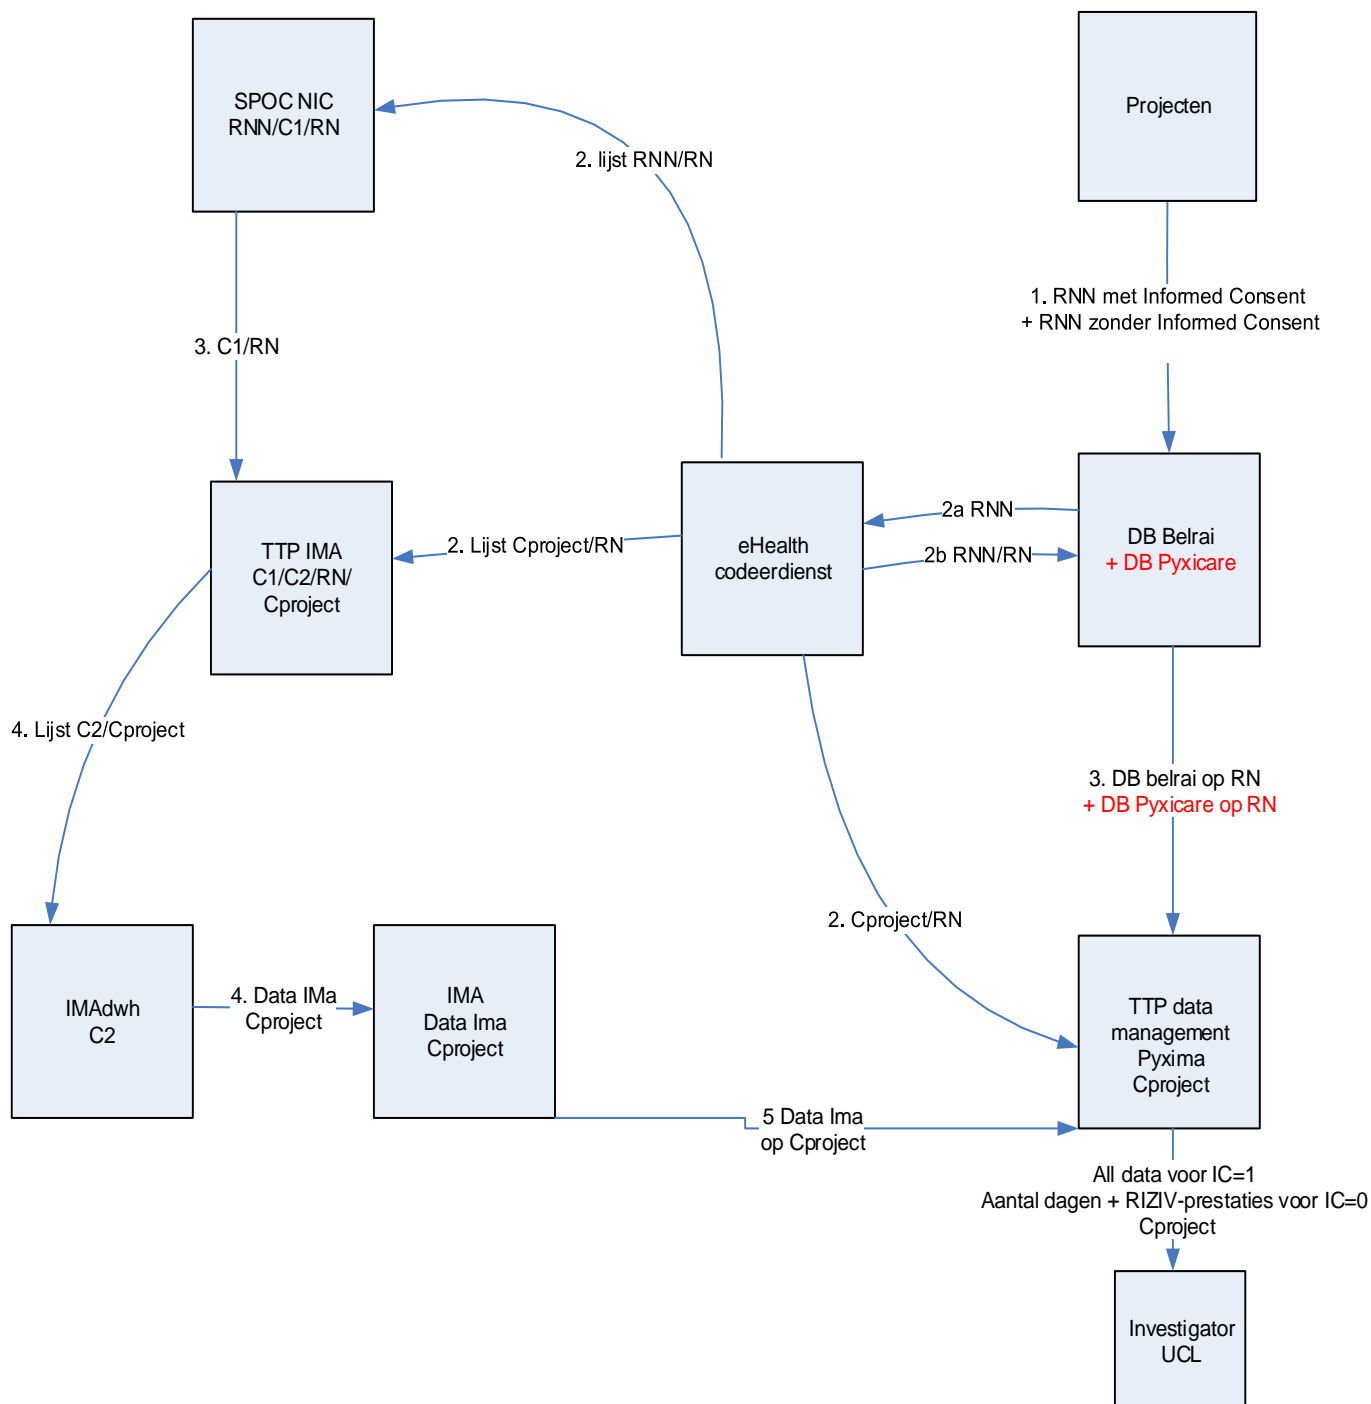 SPOC NIC
RNN/C1/RN
Projecten
2. lijst RNN/RN
1. RNN met Informed Consent
+ RNN zonder Informed Consent
3. C1/RN
TTP IMA
C1/C2/RN/
Cproject
2. Lijst Cproject/RN
eHealth
codeerdienst
2a RNN
2b RNN/RN
DB Belrai
+ DB Pyxicare
4. Lijst C2/Cproject
3. DB belrai op RN
+ DB Pyxicare op RN
2. Cproject/RN
IMAdwh
C2
4. Data IMa
Cproject
IMA
Data Ima
Cproject
TTP data
management
Pyxima
Cproject
5 Data Ima
op Cproject
All data voor IC=1
Aantal dagen + RIZIV-prestaties voor IC=0
Cproject
Investigator
UCL